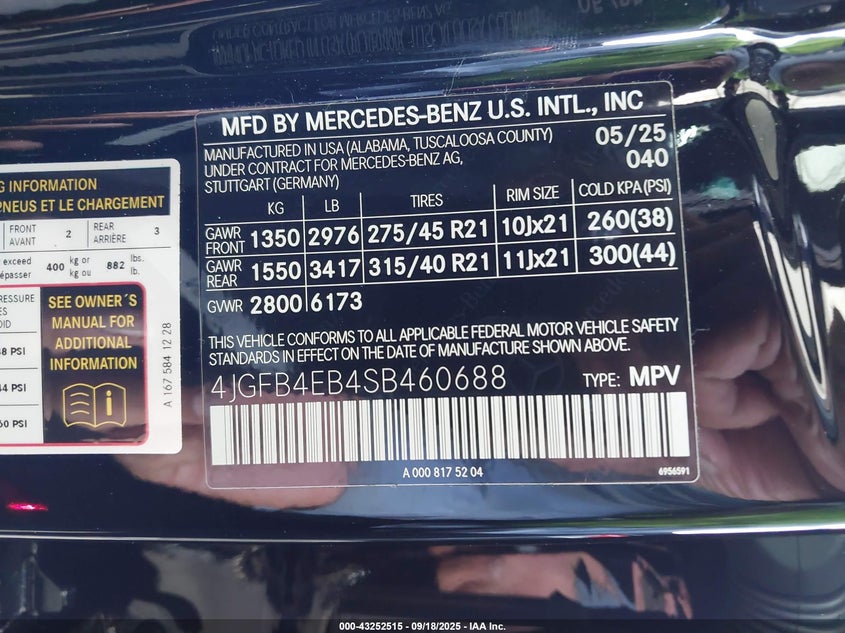 MFD BY MERCEDES-BENZ U.S. INTL., INC
MANUFACTURED IN USA (ALABAMA, TUSCALOOSA COUNTY)
UNDER CONTRACT FOR MERCEDES-BENZ AG,
STUTTGART (GERMANY)
05/25
040
KG LB TIRES RIM SIZE COLD KPA(PSI)
GAWR FRONT 1350 2976 275/45 R21 10Jx21 260(38)
GAWR REAR 1550 3417 315/40 R21 11Jx21 300(44)
GVWR 2800 6173
THIS VEHICLE CONFORMS TO ALL APPLICABLE FEDERAL MOTOR VEHICLE SAFETY
STANDARDS IN EFFECT ON THE DATE OF MANUFACTURE SHOWN ABOVE.
4JGFB4EB4SB460688 TYPE: MPV
A 000 817 52 04
6956591
INFORMATION
PNEUS ET LE CHARGEMENT
FRONT AVANT 2 REAR ARRIÈRE 3
exceed 400 kg or kg ou 882 lbs. lb.
SEE OWNER´S
MANUAL FOR
ADDITIONAL
INFORMATION
PSI
PSI
PSI
A 167 584 12 28
000-43252515 - 09/18/2025 - IAA Inc.